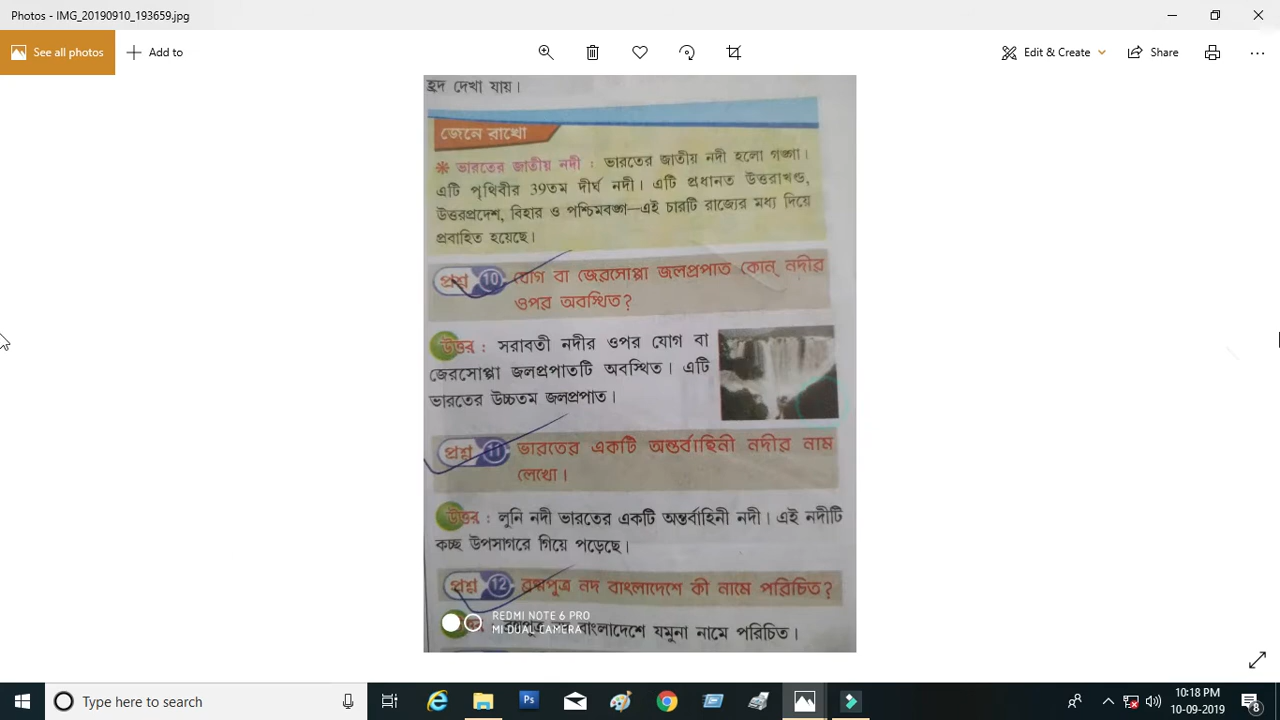 Photos - IMG_20190910_193659.jpg
See all photos
Add to
Edit & Create
Share
হ্রদ দেখা যায়।
জেনে রাখো
* ভারতের জাতীয় নদী : ভারতের জাতীয় নদী হলো গঙ্গা।
এটি পৃথিবীর 39তম দীর্ঘ নদী। এটি প্রধানত উত্তরাখণ্ড,
উত্তরপ্রদেশ, বিহার ও পশ্চিমবঙ্গ—এই চারটি রাজ্যের মধ্য দিয়ে
প্রবাহিত হয়েছে।
প্রশ্ন 10 যোগ বা জেরসোপ্পা জলপ্রপাত কোন্ নদীর
ওপর অবস্থিত?
উত্তর : সরাবতী নদীর ওপর যোগ বা
জেরসোপ্পা জলপ্রপাতটি অবস্থিত। এটি
ভারতের উচ্চতম জলপ্রপাত।
প্রশ্ন 11 ভারতের একটি অন্তর্বাহিনী নদীর নাম
লেখো।
উত্তর : লুনি নদী ভারতের একটি অন্তর্বাহিনী নদী। এই নদীটি
কচ্ছ উপসাগরে গিয়ে পড়েছে।
প্রশ্ন 12 ব্রহ্মপুত্র নদ বাংলাদেশে কী নামে পরিচিত?
REDMI NOTE 6 PRO
MI DUAL CAMERA
বাংলাদেশে যমুনা নামে পরিচিত।
Type here to search
10:18 PM
10-09-2019
8